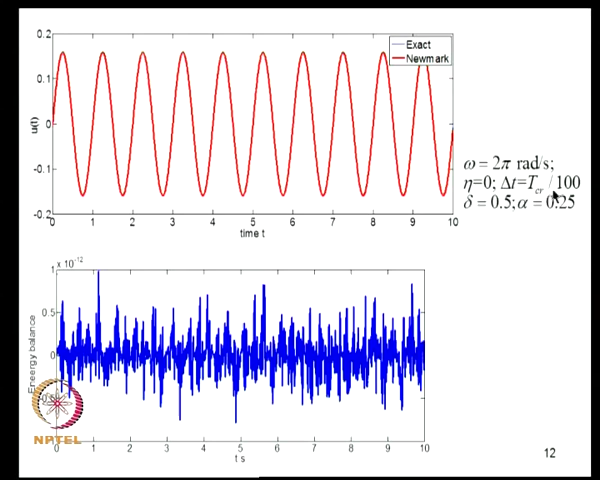 0.2
0.1
0
-0.1
-0.2
u(t)
Exact
Newmark
0 1 2 3 4 5 6 7 8 9 10
time t
ω = 2π rad/s;
η=0; Δt=T_cr /100
δ = 0.5;α = 0.25
x 10^-12
1
0.5
0
Eneergy balance
0 1 2 3 4 5 6 7 8 9 10
t s
NPTEL
12